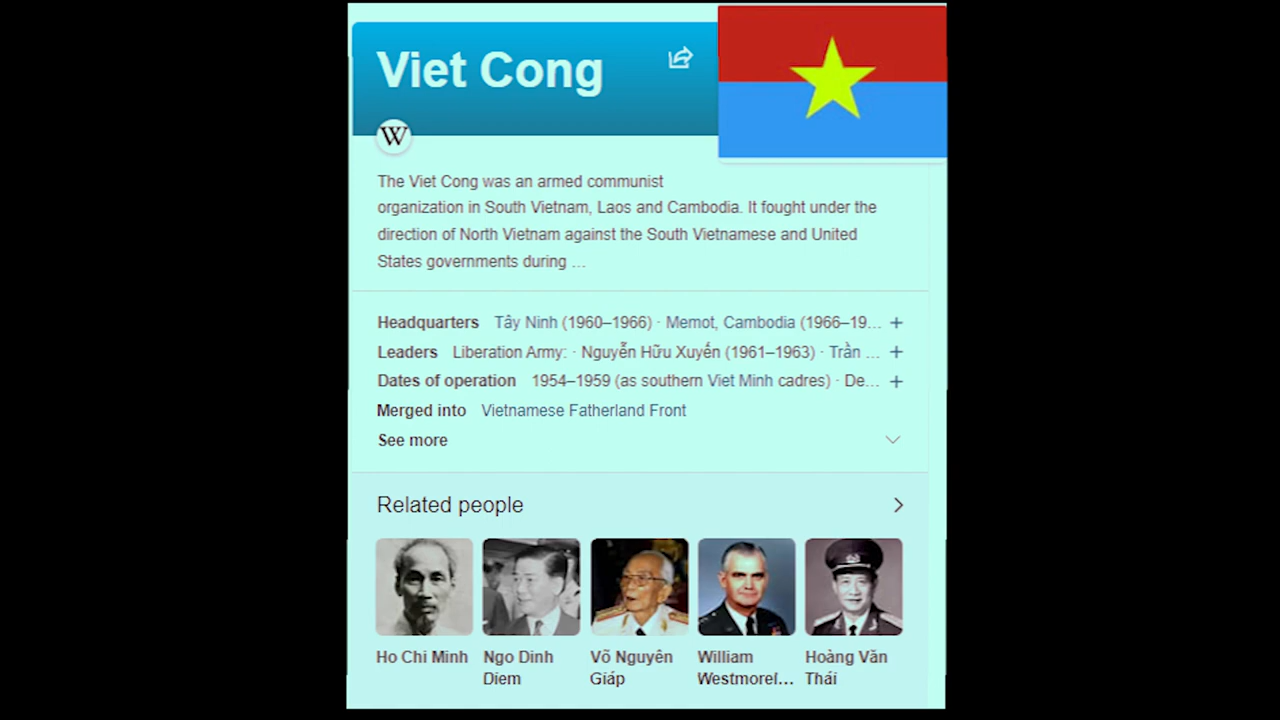 Viet Cong
W
The Viet Cong was an armed communist
organization in South Vietnam, Laos and Cambodia. It fought under the
direction of North Vietnam against the South Vietnamese and United
States governments during ...
Headquarters Tây Ninh (1960–1966) · Memot, Cambodia (1966–19... +
Leaders Liberation Army: · Nguyễn Hữu Xuyến (1961–1963) · Trần ... +
Dates of operation 1954–1959 (as southern Viet Minh cadres) · De... +
Merged into Vietnamese Fatherland Front
See more
Related people
Ho Chi Minh
Ngo Dinh
Diem
Võ Nguyên
Giáp
William
Westmorel...
Hoàng Văn
Thái